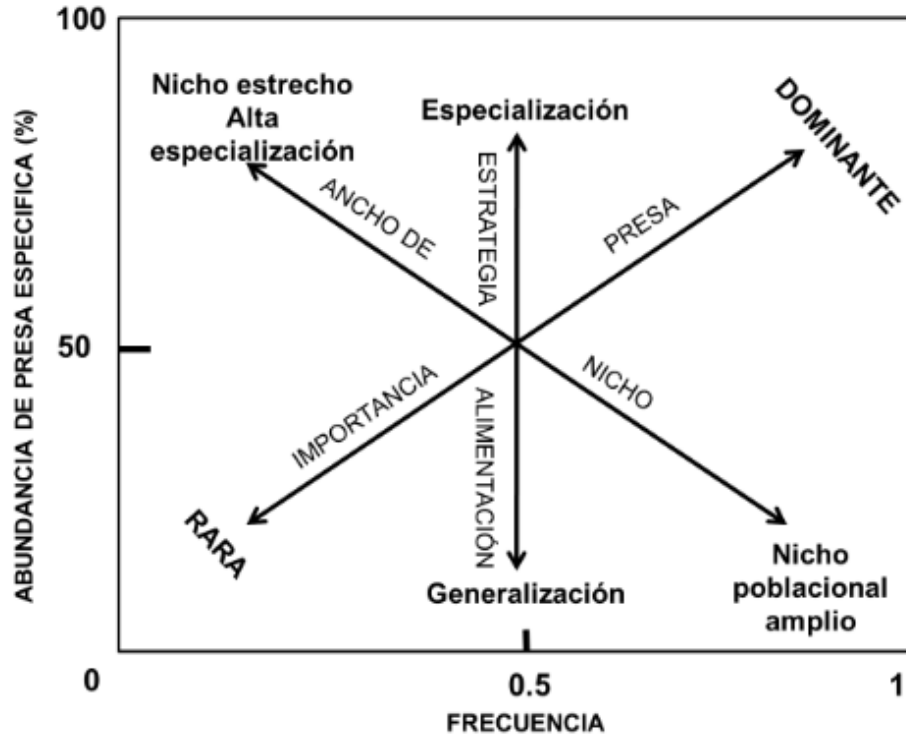 100
Nicho estrecho
Alta
especialización
Especialización
DOMINANTE
ANCHO DE
ESTRATEGIA
PRESA
ABUNDANCIA DE PRESA ESPECIFICA (%)
50
IMPORTANCIA
ALIMENTACIÓN
NICHO
RARA
Generalización
Nicho
poblacional
amplio
0
0.5
1
FRECUENCIA